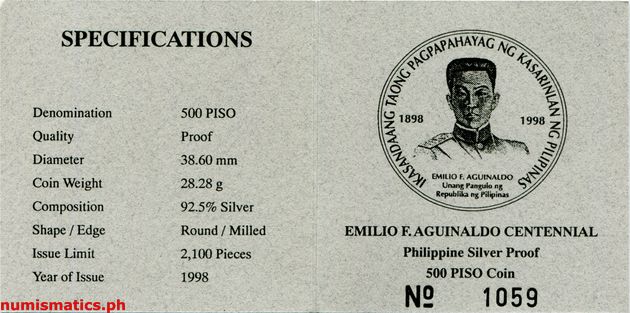 SPECIFICATIONS
Denomination 500 PISO
Quality Proof
Diameter 38.60 mm
Coin Weight 28.28 g
Composition 92.5% Silver
Shape / Edge Round / Milled
Issue Limit 2,100 Pieces
Year of Issue 1998
numismatics.ph
IKASANDAANG TAONG PAGPAPAHAYAG NG KASARINLAN NG PILIPINAS
1898 1998
EMILIO F. AGUINALDO
Unang Pangulo ng
Republika ng Pilipinas
EMILIO F. AGUINALDO CENTENNIAL
Philippine Silver Proof
500 PISO Coin
Nº 1059